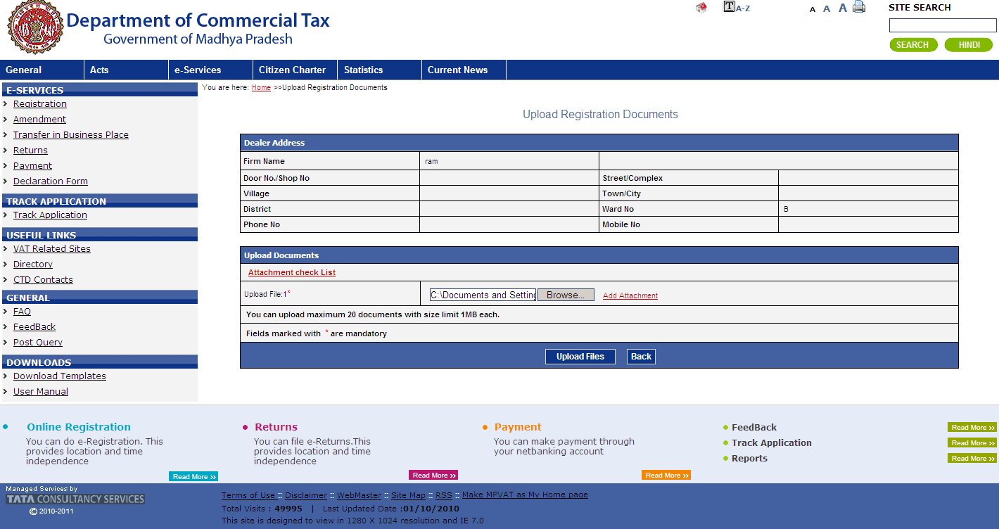 Department of Commercial Tax
Government of Madhya Pradesh
T A-Z
A A A
SITE SEARCH
SEARCH HINDI
General Acts e-Services Citizen Charter Statistics Current News
E-SERVICES
Registration
Amendment
Transfer in Business Place
Returns
Payment
Declaration Form
TRACK APPLICATION
Track Application
USEFUL LINKS
VAT Related Sites
Directory
CTD Contacts
GENERAL
FAQ
FeedBack
Post Query
DOWNLOADS
Download Templates
User Manual
You are here: Home >>Upload Registration Documents
Upload Registration Documents
Dealer Address
Firm Name ram
Door No./Shop No Street/Complex
Village Town/City
District Ward No B
Phone No Mobile No
Upload Documents
Attachment check List
Upload File:1* C:\Documents and Setting Browse... Add Attachment
You can upload maximum 20 documents with size limit 1MB each.
Fields marked with * are mandatory
Upload Files Back
Online Registration
You can do e-Registration. This
provides location and time
independence
Read More >>
Returns
You can file e-Returns.This
provides location and time
independence
Read More >>
Payment
You can make payment through
your netbanking account
Read More >>
FeedBack Read More >>
Track Application Read More >>
Reports Read More >>
Managed Services by
TATA CONSULTANCY SERVICES
© 2010-2011
Terms of Use :: Disclaimer :: WebMaster :: Site Map :: RSS :: Make MPVAT as My Home page
Total Visits : 49995 | Last Updated Date :01/10/2010
This site is designed to view in 1280 X 1024 resolution and IE 7.0